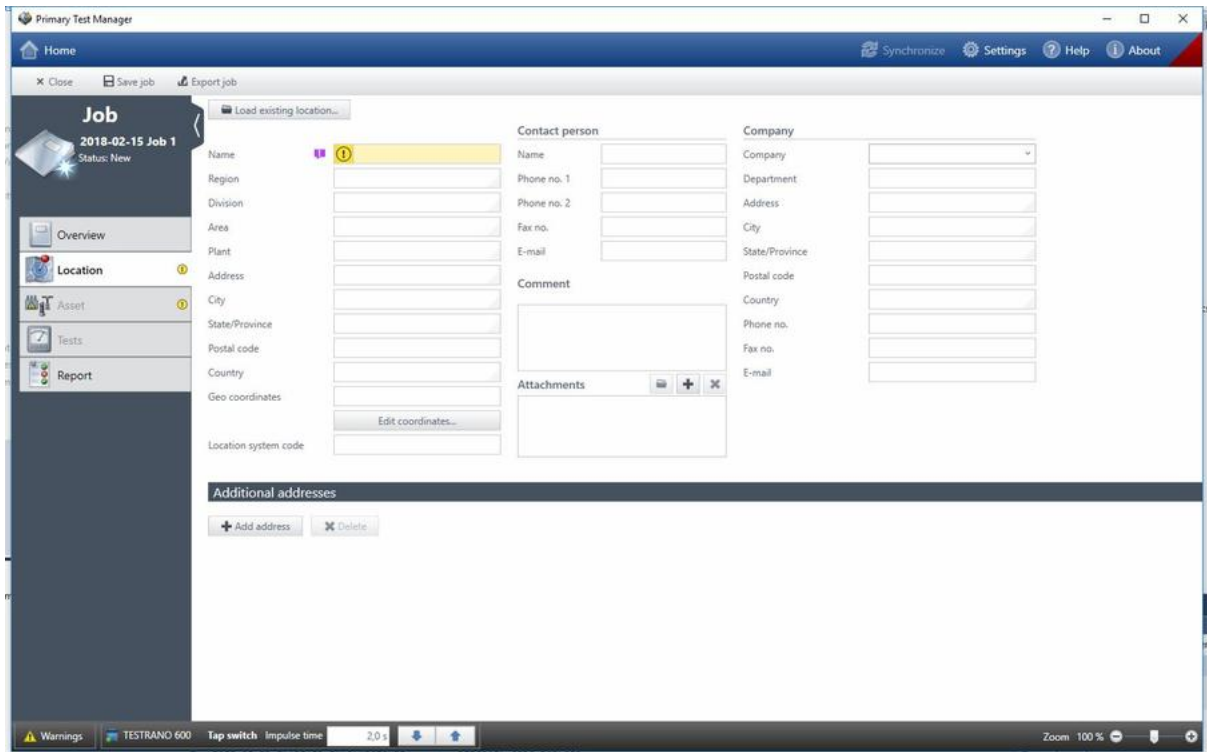 Primary Test Manager
Home
Synchronize
Settings
Help
About
Close
Save job
Export job
Job
2018-02-15 Job 1
Status: New
Overview
Location
Asset
Tests
Report
Load existing location...
Name
Region
Division
Area
Plant
Address
City
State/Province
Postal code
Country
Geo coordinates
Edit coordinates...
Location system code
Contact person
Name
Phone no. 1
Phone no. 2
Fax no.
E-mail
Comment
Attachments
Company
Company
Department
Address
City
State/Province
Postal code
Country
Phone no.
Fax no.
E-mail
Additional addresses
Add address
Delete
Warnings
TESTRANO 600
Tap switch Impulse time 2,0 s
Zoom 100 %